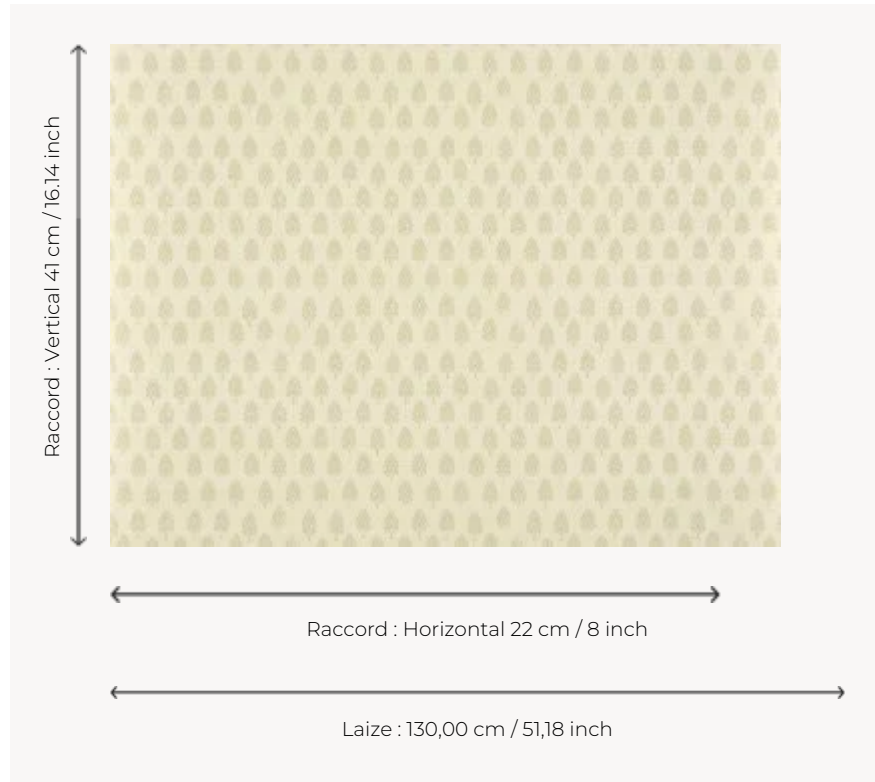 Raccord : Vertical 41 cm / 16.14 inch
Raccord : Horizontal 22 cm / 8 inch
Laize : 130,00 cm / 51,18 inch